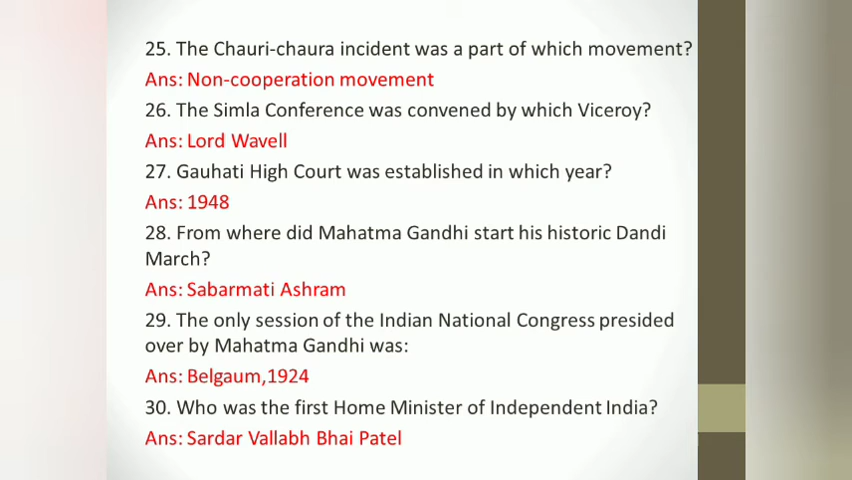 25. The Chauri-chaura incident was a part of which movement?
Ans: Non-cooperation movement
26. The Simla Conference was convened by which Viceroy?
Ans: Lord Wavell
27. Gauhati High Court was established in which year?
Ans: 1948
28. From where did Mahatma Gandhi start his historic Dandi
March?
Ans: Sabarmati Ashram
29. The only session of the Indian National Congress presided
over by Mahatma Gandhi was:
Ans: Belgaum,1924
30. Who was the first Home Minister of Independent India?
Ans: Sardar Vallabh Bhai Patel